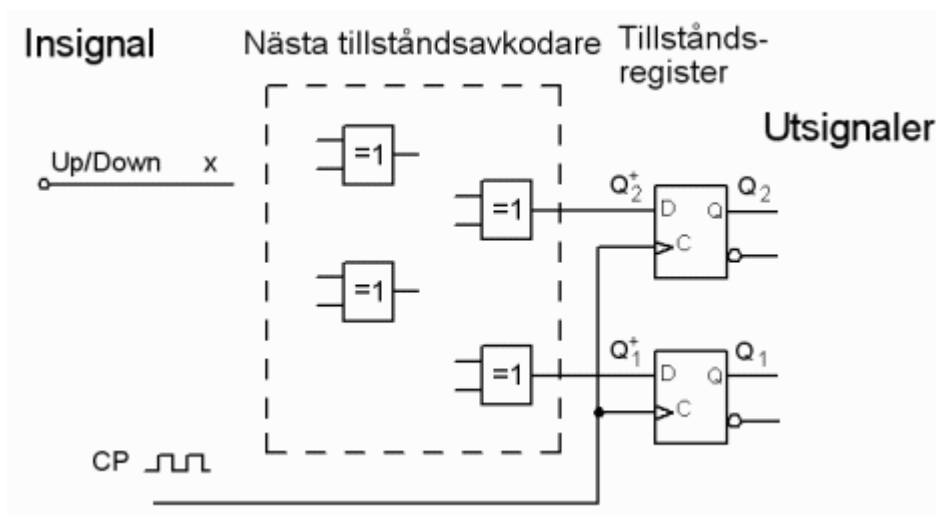 Insignal
Nästa tillståndsavkodare
Tillstånds-
register
Utsignaler
Up/Down x
=1
=1
=1
=1
Q2+
D Q
C
Q2
Q1+
D Q
C
Q1
CP